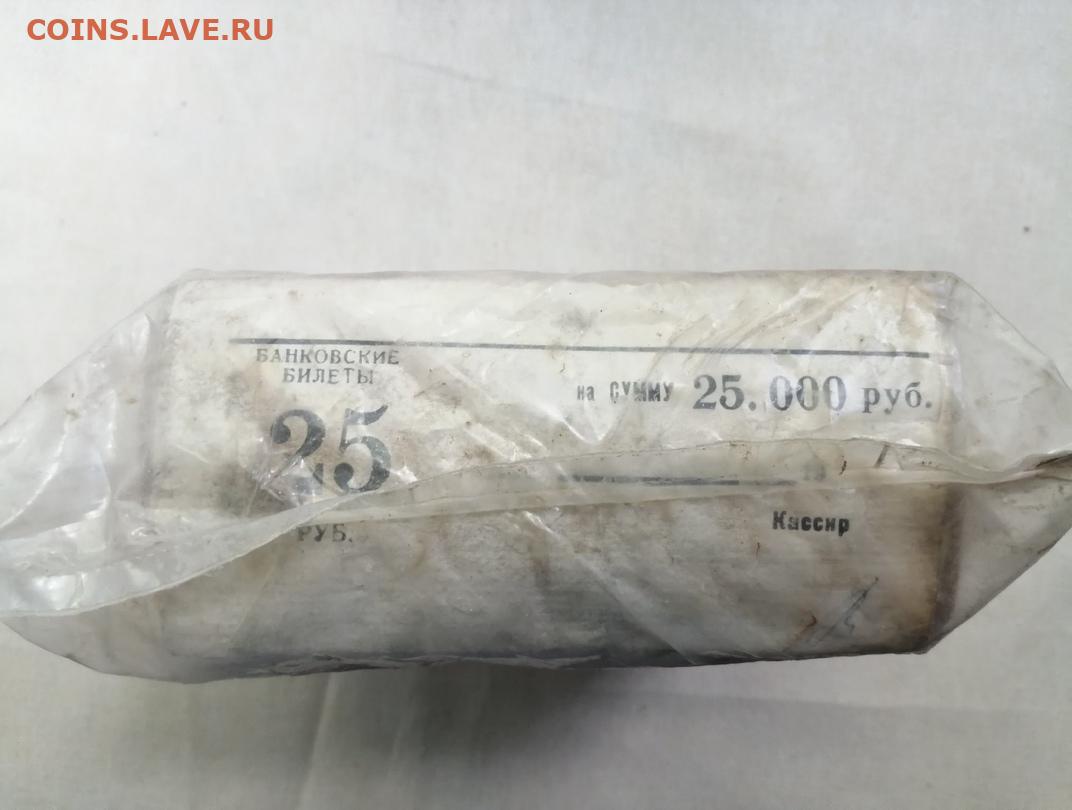 COINS.LAVE.RU
БАНКОВСКИЕ
БИЛЕТЫ
на СУММУ 25.000 руб.
25
РУБ.
Кассир